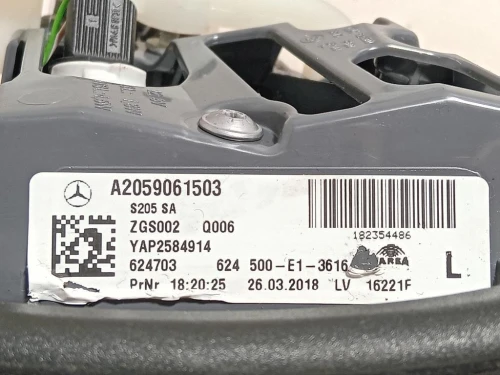 A2059061503
S205 SA
ZGS002 Q006
YAP2584914
182354486
624703 624 500-E1-3616
AREA
L
PrNr 18:20:25 26.03.2018 LV 16221F